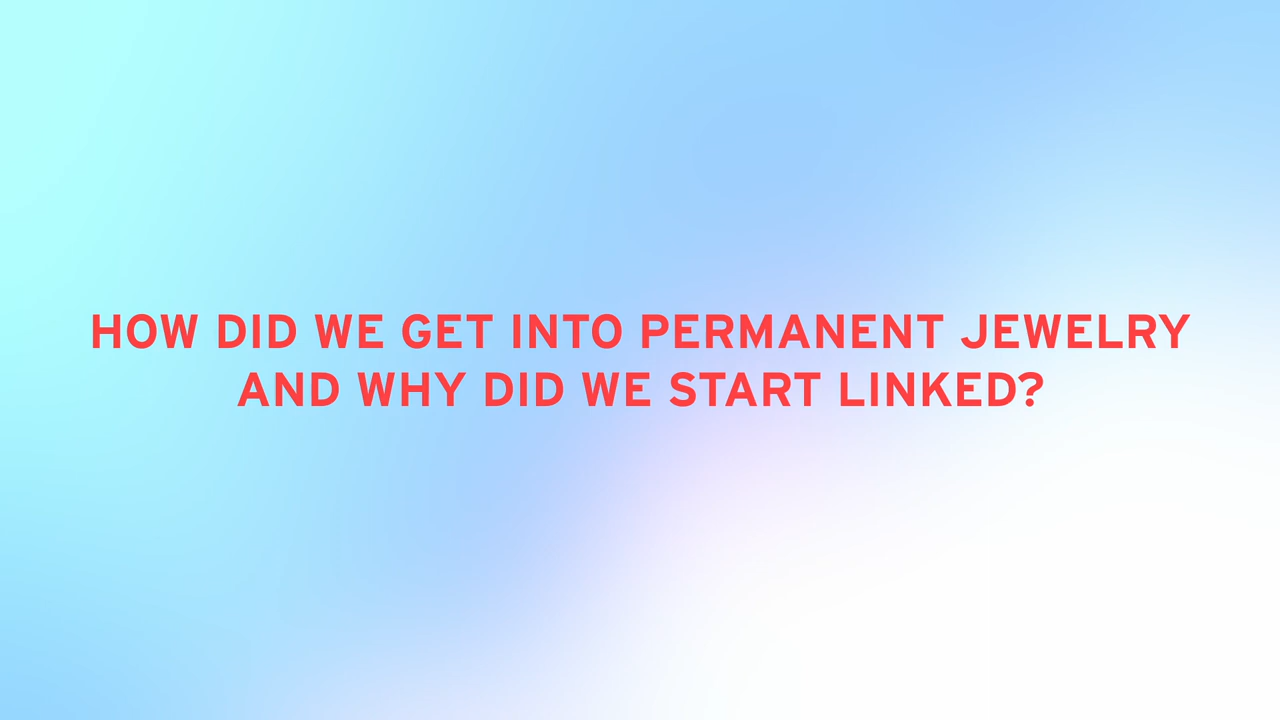 HOW DID WE GET INTO PERMANENT JEWELRY
AND WHY DID WE START LINKED?